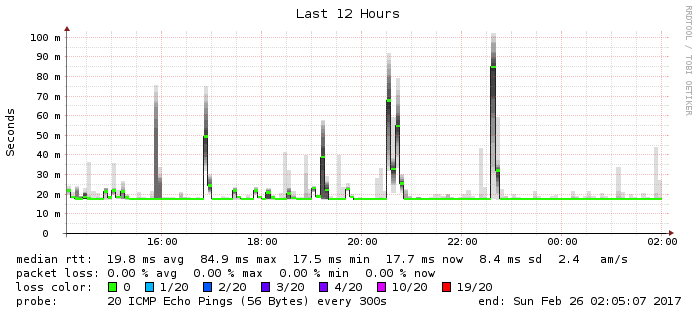 Last 12 Hours
RRDTOOL / TOBI OETIKER
Seconds
100 m
90 m
80 m
70 m
60 m
50 m
40 m
30 m
20 m
10 m
0
16:00 18:00 20:00 22:00 00:00 02:00
median rtt: 19.8 ms avg 84.9 ms max 17.5 ms min 17.7 ms now 8.4 ms sd 2.4 am/s
packet loss: 0.00 % avg 0.00 % max 0.00 % min 0.00 % now
loss color: 0 1/20 2/20 3/20 4/20 10/20 19/20
probe: 20 ICMP Echo Pings (56 Bytes) every 300s end: Sun Feb 26 02:05:07 2017